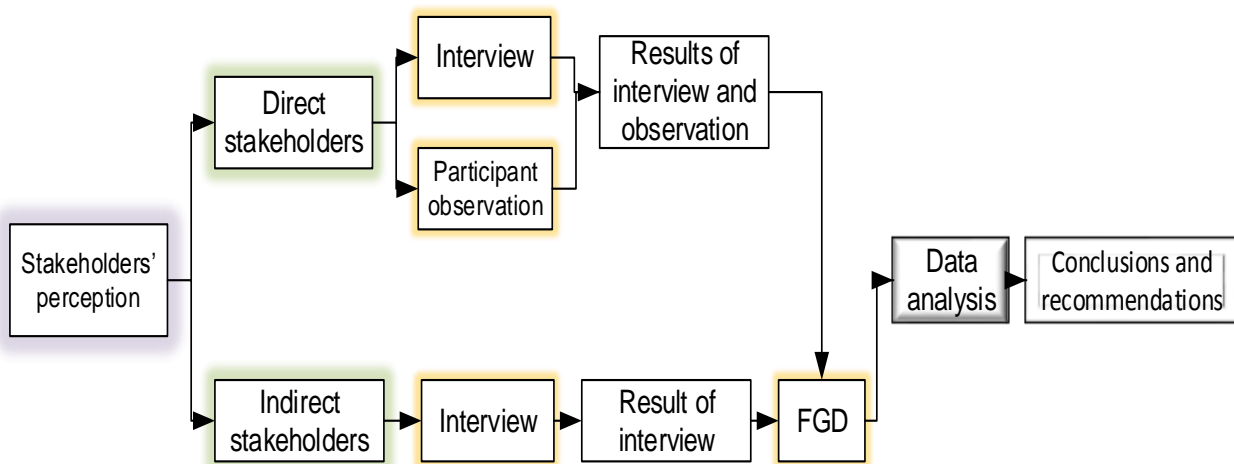 Interview
Results of
interview and
observation
Direct
stakeholders
Participant
observation
Stakeholders’
perception
Data
analysis
Conclusions and
recommendations
Indirect
stakeholders
Interview
Result of
interview
FGD